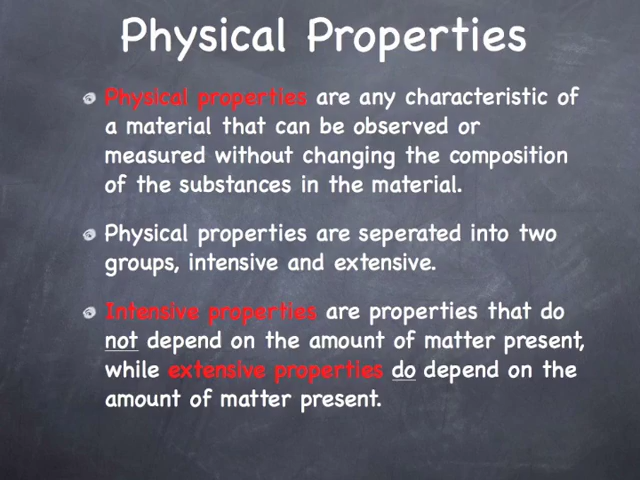 Physical Properties
Physical properties are any characteristic of
a material that can be observed or
measured without changing the composition
of the substances in the material.
Physical properties are seperated into two
groups, intensive and extensive.
Intensive properties are properties that do
not depend on the amount of matter present,
while extensive properties do depend on the
amount of matter present.